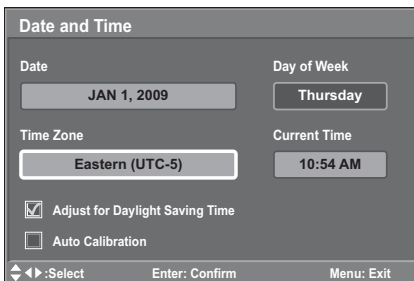 Date and Time
Date
Day of Week
JAN 1, 2009
Thursday
Time Zone
Current Time
Eastern (UTC-5)
10:54 AM
Adjust for Daylight Saving Time
Auto Calibration
:Select Enter: Confirm Menu: Exit